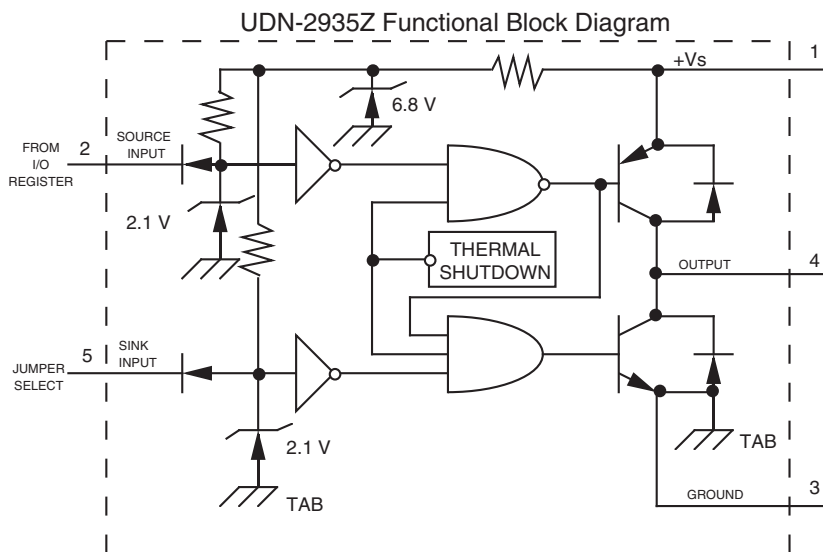 UDN-2935Z Functional Block Diagram
+Vs
1
6.8 V
FROM
I/O
REGISTER
2
SOURCE
INPUT
2.1 V
THERMAL
SHUTDOWN
OUTPUT
4
JUMPER
SELECT
5
SINK
INPUT
2.1 V
TAB
TAB
GROUND
3